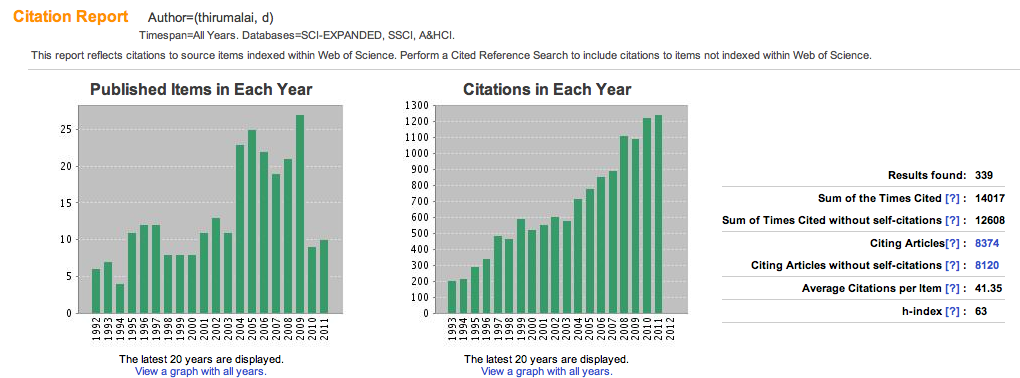 Citation Report Author=(thirumalai, d)
Timespan=All Years. Databases=SCI-EXPANDED, SSCI, A&HCI.
This report reflects citations to source items indexed within Web of Science. Perform a Cited Reference Search to include citations to items not indexed within Web of Science.
Published Items in Each Year
25
20
15
10
5
0
1992 1993 1994 1995 1996 1997 1998 1999 2000 2001 2002 2003 2004 2005 2006 2007 2008 2009 2010 2011
The latest 20 years are displayed.
View a graph with all years.
Citations in Each Year
1300
1200
1100
1000
900
800
700
600
500
400
300
200
100
0
1993 1994 1995 1996 1997 1998 1999 2000 2001 2002 2003 2004 2005 2006 2007 2008 2009 2010 2011 2012
The latest 20 years are displayed.
View a graph with all years.
Results found: 339
Sum of the Times Cited [?] : 14017
Sum of Times Cited without self-citations [?] : 12608
Citing Articles[?] : 8374
Citing Articles without self-citations [?] : 8120
Average Citations per Item [?] : 41.35
h-index [?] : 63